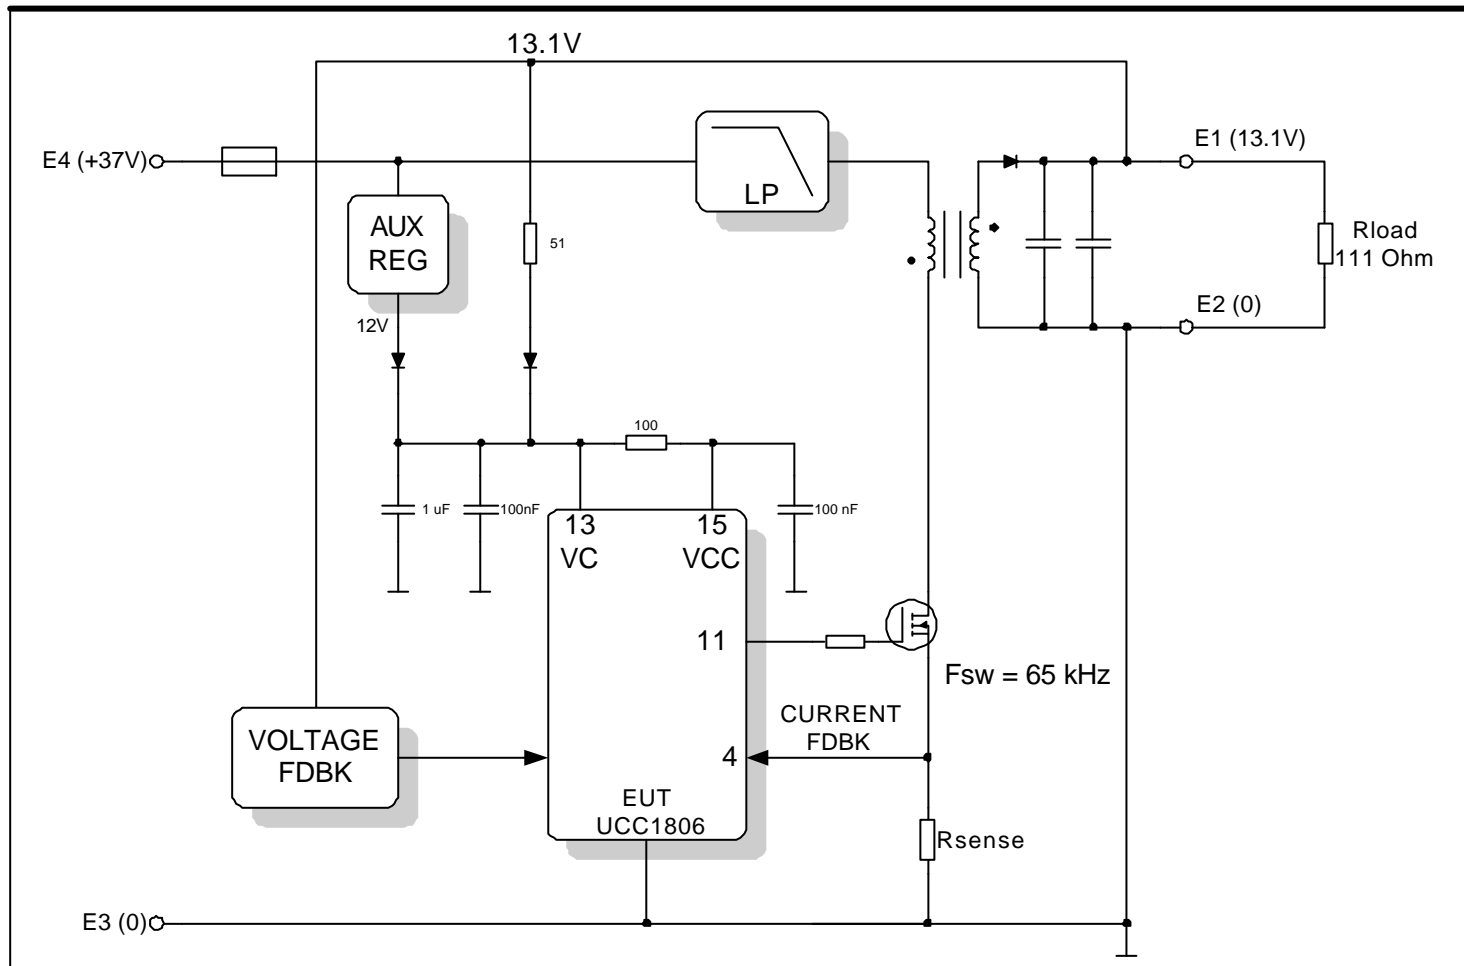 13.1V
E4 (+37V)
LP
E1 (13.1V)
AUX
REG
51
Rload
111 Ohm
12V
E2 (0)
100
1 uF
100nF
100 nF
13
VC
15
VCC
11
Fsw = 65 kHz
CURRENT
FDBK
VOLTAGE
FDBK
4
EUT
UCC1806
Rsense
E3 (0)